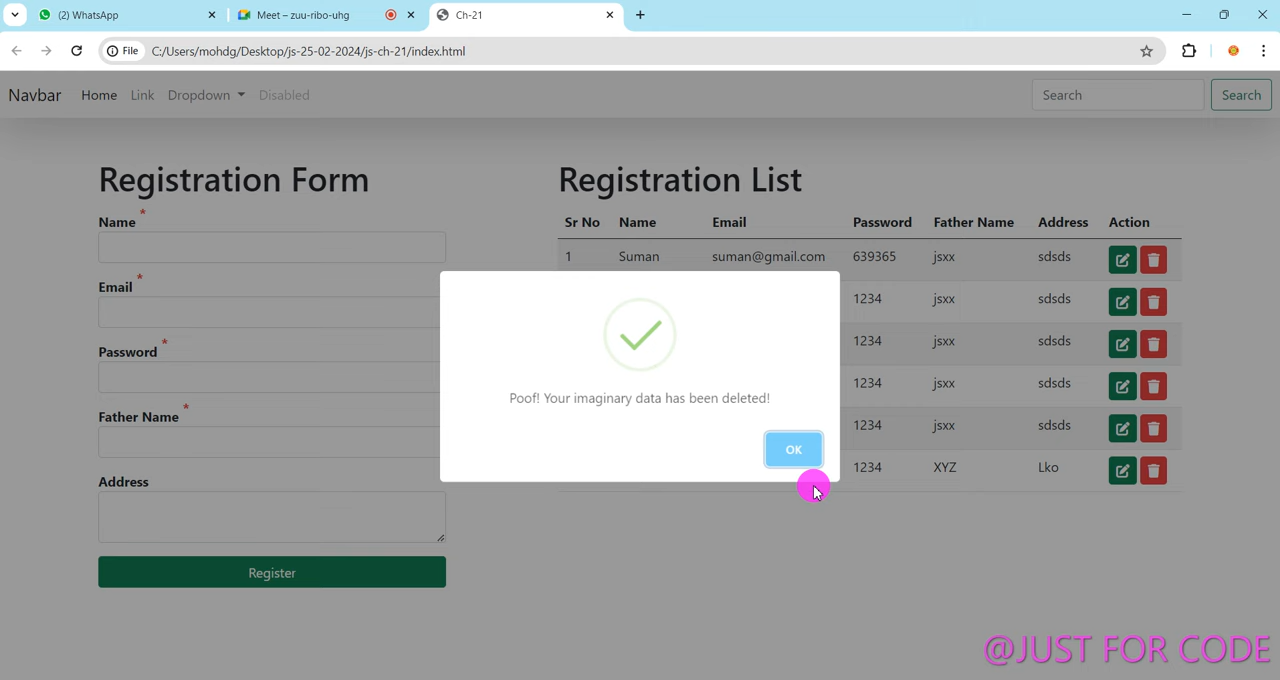 (2) WhatsApp
Meet – zuu-ribo-uhg
Ch-21
File C:/Users/mohdg/Desktop/js-25-02-2024/js-ch-21/index.html
Navbar Home Link Dropdown Disabled Search Search
Registration Form
Name *
Email *
Password *
Father Name *
Address
Register
Registration List
Sr No Name Email Password Father Name Address Action
1 Suman suman@gmail.com 639365 jsxx sdsds
1234 jsxx sdsds
1234 jsxx sdsds
1234 jsxx sdsds
1234 jsxx sdsds
1234 XYZ Lko
Poof! Your imaginary data has been deleted!
OK
@JUST FOR CODE